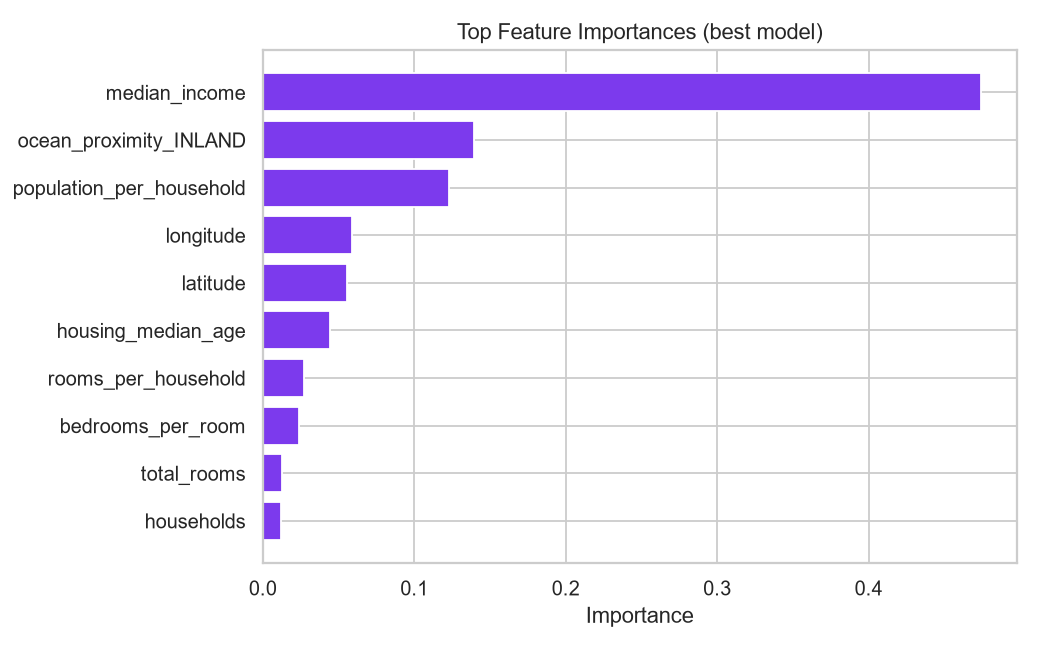 Top Feature Importances (best model)
median_income
ocean_proximity_INLAND
population_per_household
longitude
latitude
housing_median_age
rooms_per_household
bedrooms_per_room
total_rooms
households
0.0 0.1 0.2 0.3 0.4
Importance